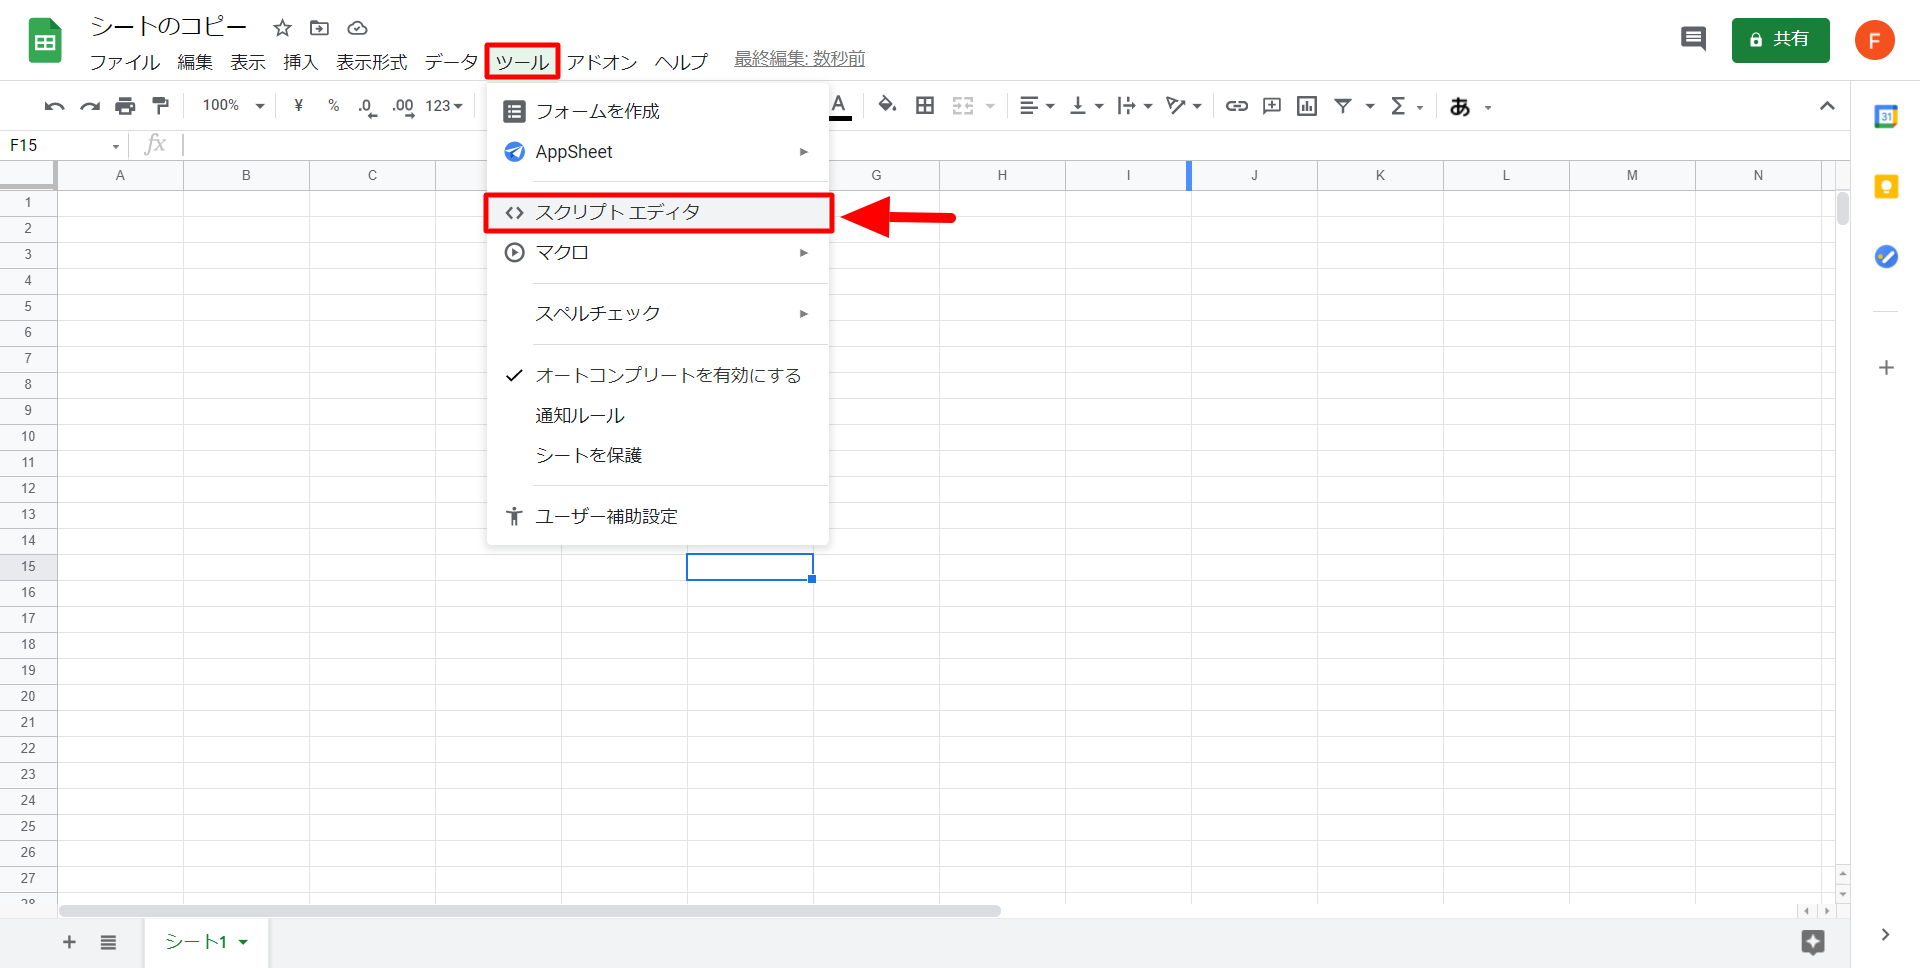 シートのコピー
ファイル 編集 表示 挿入 表示形式 データ ツール アドオン ヘルプ 最終編集: 数秒前
共有
F
100% ¥ % .0 .00 123 A Σ あ
31
F15 fx
フォームを作成
AppSheet
スクリプト エディタ
マクロ
スペルチェック
オートコンプリートを有効にする
通知ルール
シートを保護
ユーザー補助設定
A B C G H I J K L M N
1
2
3
4
5
6
7
8
9
10
11
12
13
14
15
16
17
18
19
20
21
22
23
24
25
26
27
28
シート1